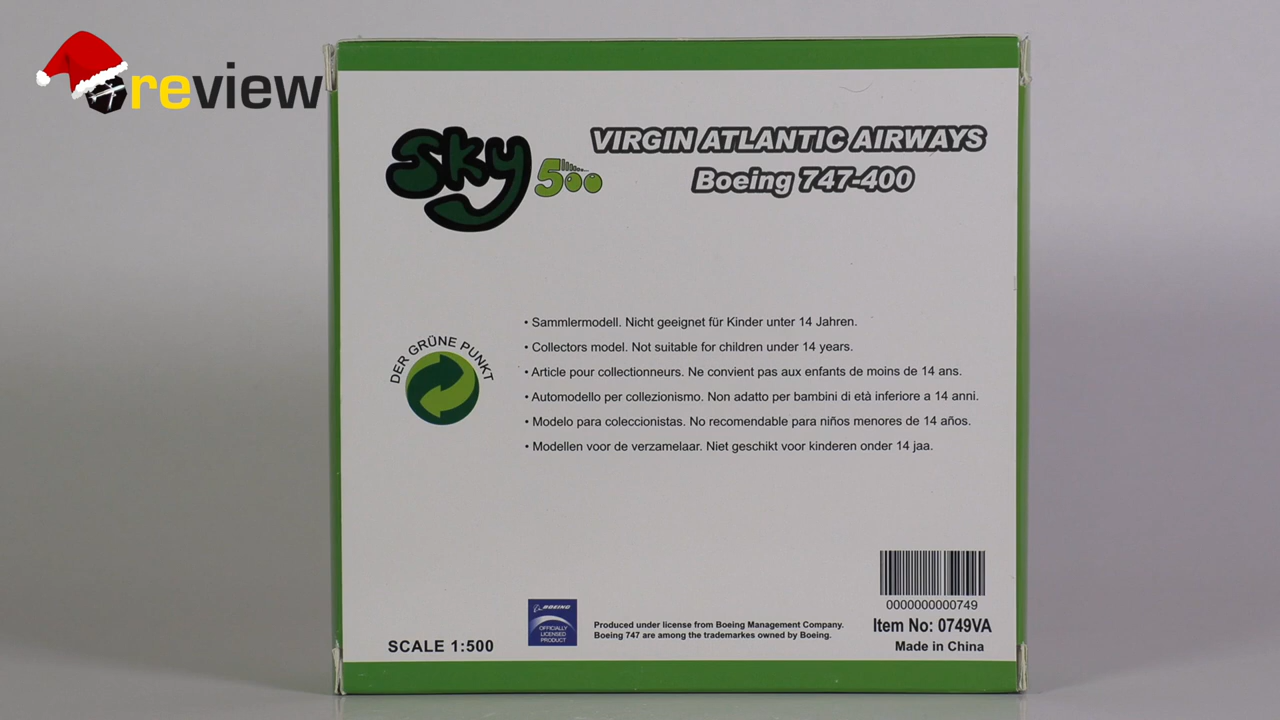 review
Sky 500
VIRGIN ATLANTIC AIRWAYS
Boeing 747-400
• Sammlermodell. Nicht geeignet für Kinder unter 14 Jahren.
• Collectors model. Not suitable for children under 14 years.
• Article pour collectionneurs. Ne convient pas aux enfants de moins de 14 ans.
• Automodello per collezionismo. Non adatto per bambini di età inferiore a 14 anni.
• Modelo para coleccionistas. No recomendable para niños menores de 14 años.
• Modellen voor de verzamelaar. Niet geschikt voor kinderen onder 14 jaa.
DER GRÜNE PUNKT
0000000000749
Item No: 0749VA
Made in China
SCALE 1:500
BOEING
OFFICIALLY
LICENSED
PRODUCT
Produced under license from Boeing Management Company.
Boeing 747 are among the trademarkes owned by Boeing.